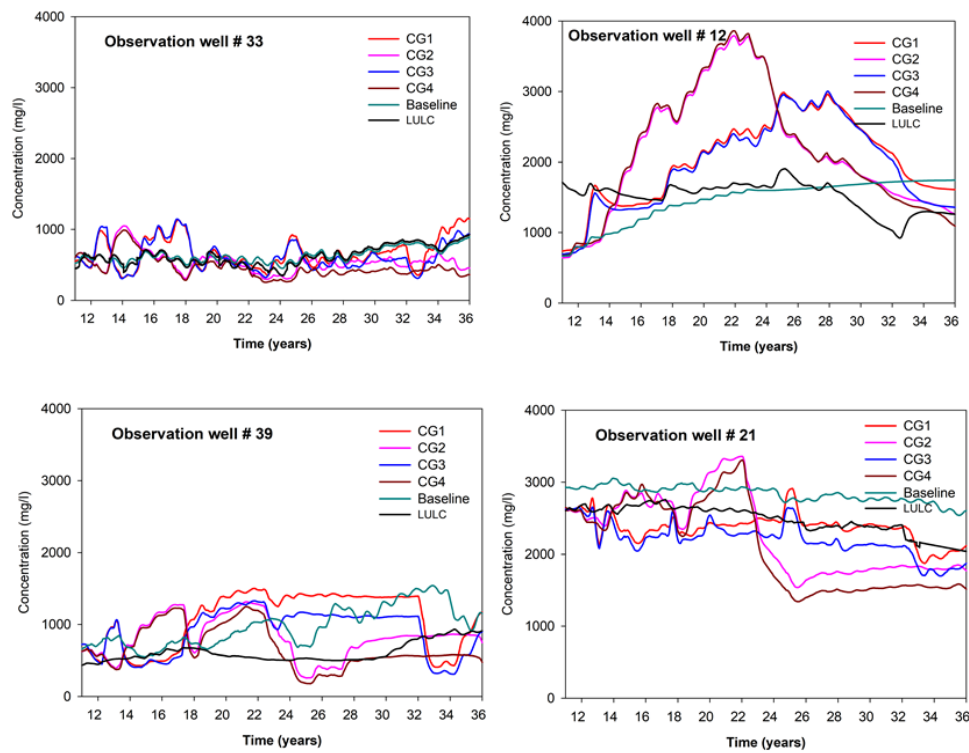 Observation well # 33
CG1
CG2
CG3
CG4
Baseline
LULC
4000
3000
2000
1000
0
Concentration (mg/l)
12 14 16 18 20 22 24 26 28 30 32 34 36
Time (years)
Observation well # 12
CG1
CG2
CG3
CG4
Baseline
LULC
4000
3000
2000
1000
0
Concentration (mg/l)
12 14 16 18 20 22 24 26 28 30 32 34 36
Time (years)
Observation well # 39
CG1
CG2
CG3
CG4
Baseline
LULC
4000
3000
2000
1000
0
Concentration (mg/l)
12 14 16 18 20 22 24 26 28 30 32 34 36
Time (years)
Observation well # 21
CG1
CG2
CG3
CG4
Baseline
LULC
4000
3000
2000
1000
0
Concentration (mg/l)
12 14 16 18 20 22 24 26 28 30 32 34 36
Time (years)